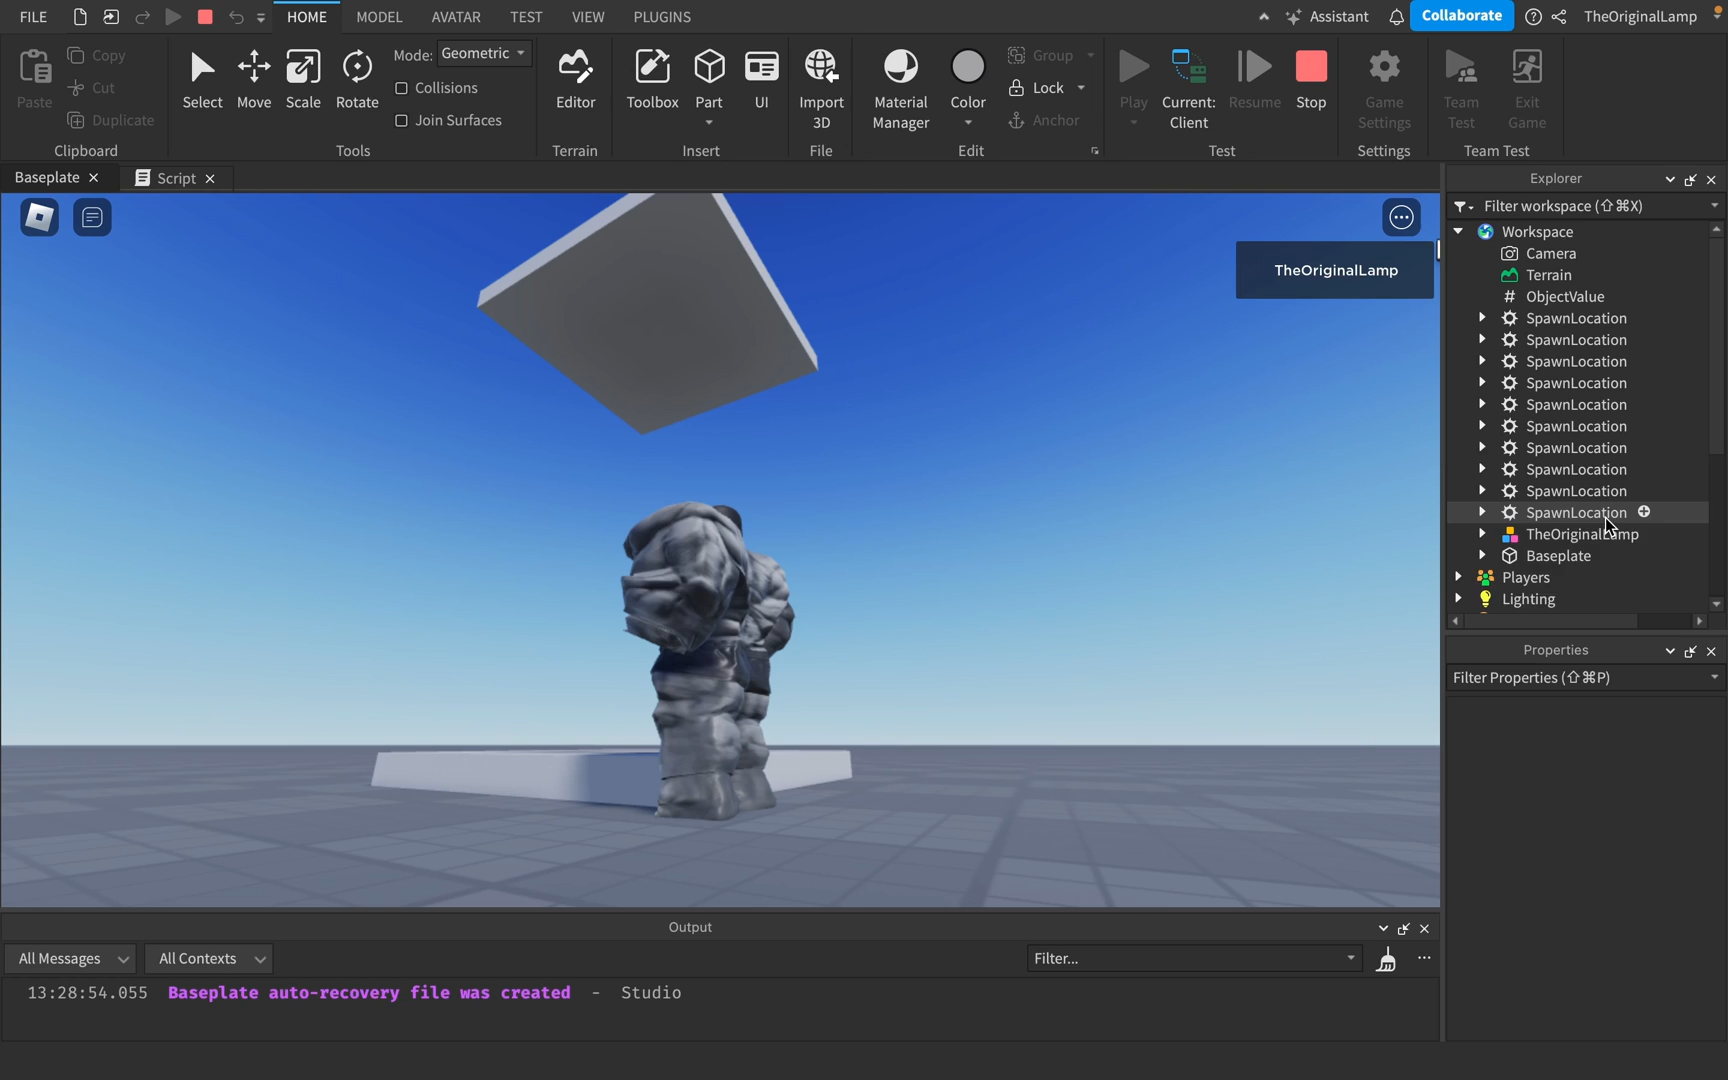 FILE
HOME
MODEL
AVATAR
TEST
VIEW
PLUGINS
Assistant
Collaborate
TheOriginalLamp
Paste
Copy
Cut
Duplicate
Clipboard
Select
Move
Scale
Rotate
Mode: Geometric
Collisions
Join Surfaces
Tools
Editor
Terrain
Toolbox
Part
UI
Insert
Import
3D
File
Material
Manager
Color
Group
Lock
Anchor
Edit
Play
Current:
Client
Resume
Stop
Test
Game
Settings
Settings
Team
Test
Exit
Game
Team Test
Baseplate
Script
TheOriginalLamp
Explorer
Filter workspace (⇧⌘X)
Workspace
Camera
Terrain
ObjectValue
SpawnLocation
SpawnLocation
SpawnLocation
SpawnLocation
SpawnLocation
SpawnLocation
SpawnLocation
SpawnLocation
SpawnLocation
SpawnLocation
TheOriginalLamp
Baseplate
Players
Lighting
Properties
Filter Properties (⇧⌘P)
Output
All Messages
All Contexts
Filter...
13:28:54.055 Baseplate auto-recovery file was created - Studio